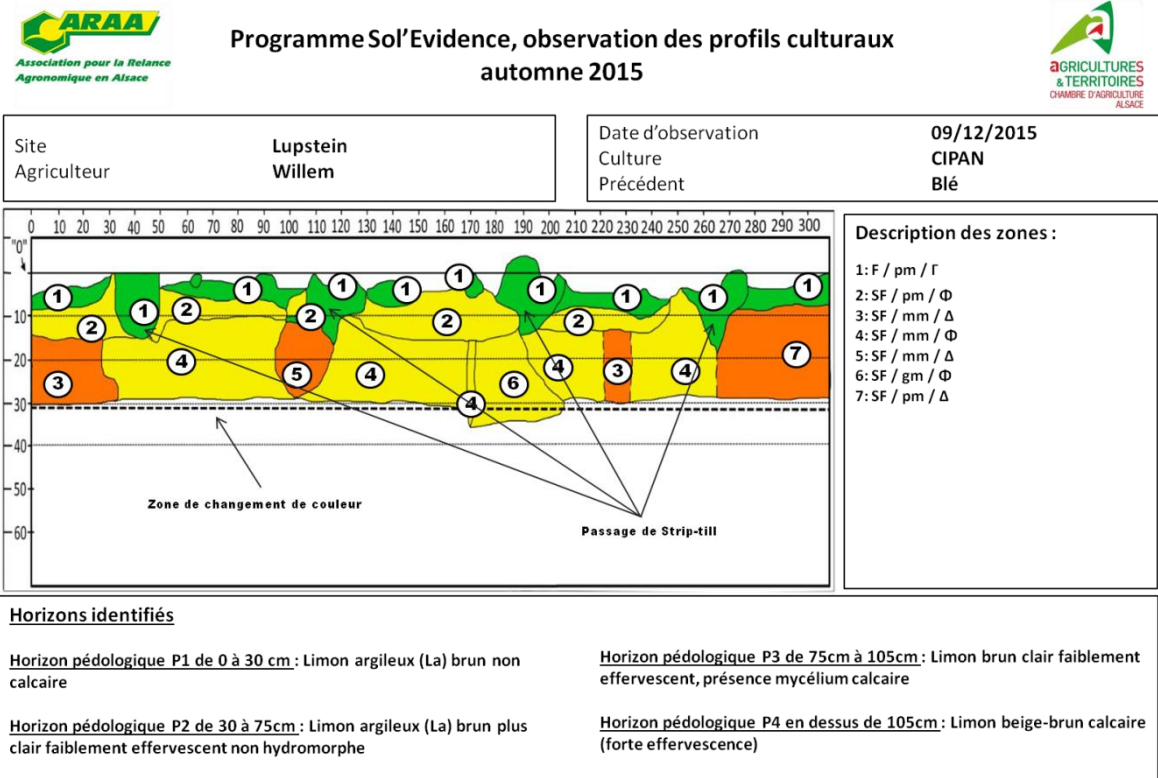 ARAA
Association pour la Relance
Agronomique en Alsace
Programme Sol'Evidence, observation des profils culturaux
automne 2015
aGRICULTURES
& TERRITOIRES
CHAMBRE D'AGRICULTURE
ALSACE
Site Lupstein
Agriculteur Willem
Date d'observation 09/12/2015
Culture CIPAN
Précédent Blé
0 10 20 30 40 50 60 70 80 90 100 110 120 130 140 150 160 170 180 190 200 210 220 230 240 250 260 270 280 290 300
"0"
1 1 1 1 1 1 1 1 1 1 1
2 2 2 2 2
10
20
3 4 5 4 4 6 4 3 4 7
30
40
50
60
Zone de changement de couleur
Passage de Strip-till
Description des zones :
1: F / pm / Γ
2: SF / pm / Φ
3: SF / mm / Δ
4: SF / mm / Φ
5: SF / mm / Δ
6: SF / gm / Φ
7: SF / pm / Δ
Horizons identifiés
Horizon pédologique P1 de 0 à 30 cm : Limon argileux (La) brun non
calcaire
Horizon pédologique P2 de 30 à 75cm : Limon argileux (La) brun plus
clair faiblement effervescent non hydromorphe
Horizon pédologique P3 de 75cm à 105cm : Limon brun clair faiblement
effervescent, présence mycélium calcaire
Horizon pédologique P4 en dessus de 105cm : Limon beige-brun calcaire
(forte effervescence)